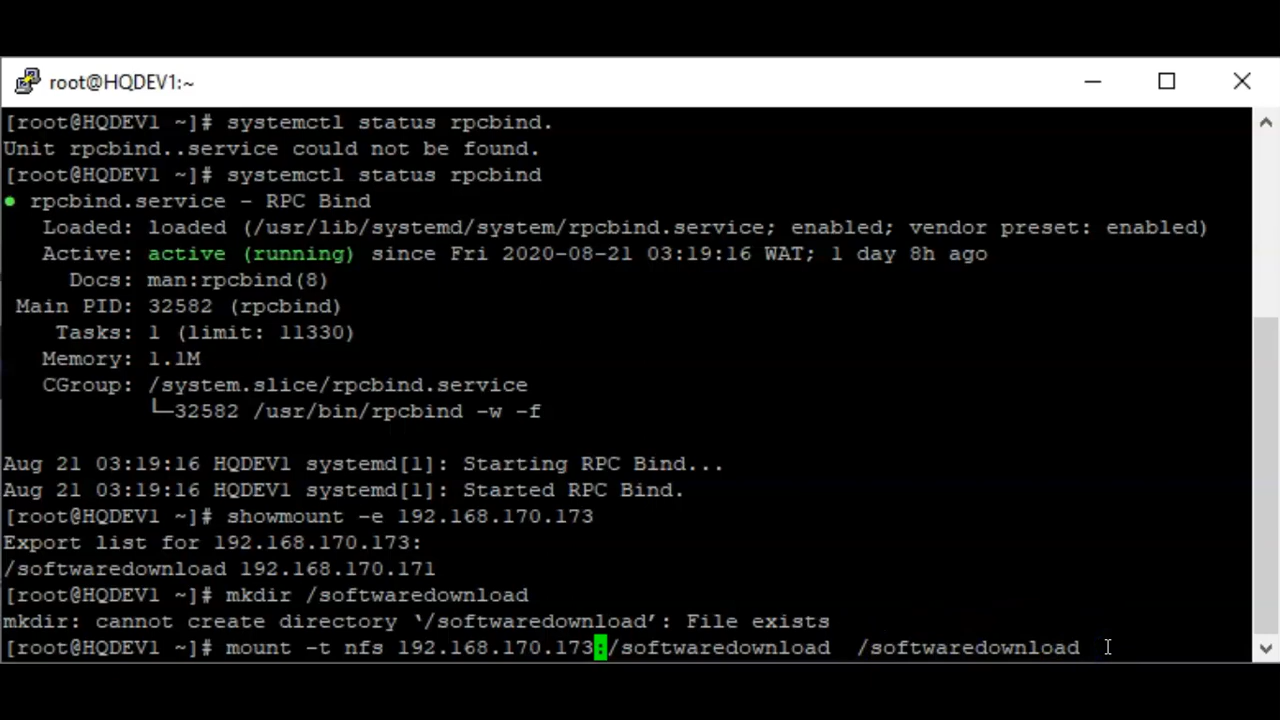 root@HQDEV1:~
[root@HQDEV1 ~]# systemctl status rpcbind.
Unit rpcbind..service could not be found.
[root@HQDEV1 ~]# systemctl status rpcbind
● rpcbind.service - RPC Bind
Loaded: loaded (/usr/lib/systemd/system/rpcbind.service; enabled; vendor preset: enabled)
Active: active (running) since Fri 2020-08-21 03:19:16 WAT; 1 day 8h ago
Docs: man:rpcbind(8)
Main PID: 32582 (rpcbind)
Tasks: 1 (limit: 11330)
Memory: 1.1M
CGroup: /system.slice/rpcbind.service
└─32582 /usr/bin/rpcbind -w -f
Aug 21 03:19:16 HQDEV1 systemd[1]: Starting RPC Bind...
Aug 21 03:19:16 HQDEV1 systemd[1]: Started RPC Bind.
[root@HQDEV1 ~]# showmount -e 192.168.170.173
Export list for 192.168.170.173:
/softwaredownload 192.168.170.171
[root@HQDEV1 ~]# mkdir /softwaredownload
mkdir: cannot create directory ‘/softwaredownload’: File exists
[root@HQDEV1 ~]# mount -t nfs 192.168.170.173:/softwaredownload  /softwaredownload